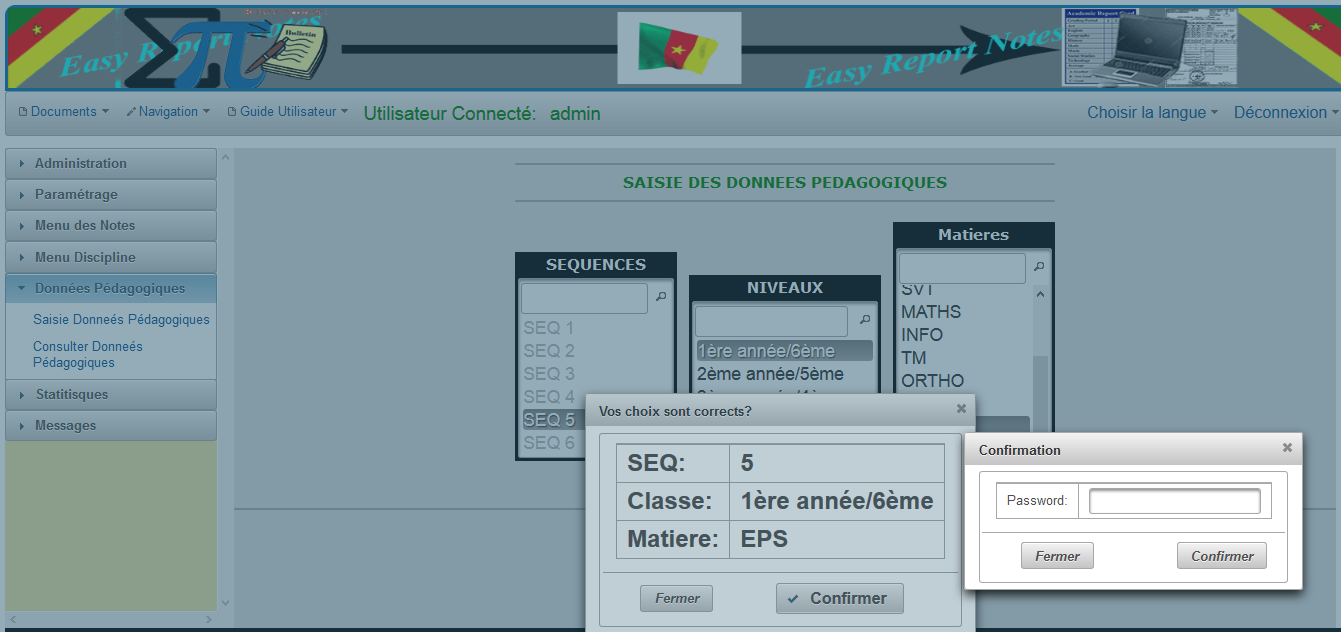 Easy Report Notes
Bulletin
Easy Report Notes
Academic Report Card
Documents
Navigation
Guide Utilisateur
Utilisateur Connecté: admin
Choisir la langue
Déconnexion
Administration
Paramétrage
Menu des Notes
Menu Discipline
Données Pédagogiques
Saisie Donneés Pédagogiques
Consulter Donneés
Pédagogiques
Statitisques
Messages
SAISIE DES DONNEES PEDAGOGIQUES
SEQUENCES
SEQ 1
SEQ 2
SEQ 3
SEQ 4
SEQ 5
SEQ 6
NIVEAUX
1ère année/6ème
2ème année/5ème
Matieres
SVT
MATHS
INFO
TM
ORTHO
Vos choix sont corrects?
SEQ: 5
Classe: 1ère année/6ème
Matiere: EPS
Fermer
Confirmer
Confirmation
Password:
Fermer
Confirmer